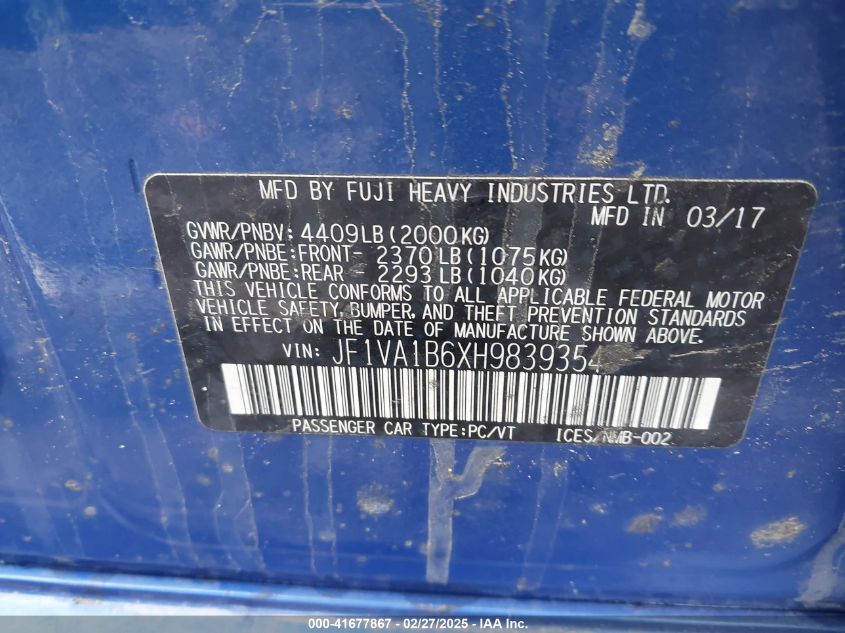 MFD BY FUJI HEAVY INDUSTRIES LTD.
MFD IN 03/17
GVWR/PNBV: 4409LB(2000KG)
GAWR/PNBE:FRONT- 2370LB(1075KG)
GAWR/PNBE:REAR - 2293LB(1040KG)
THIS VEHICLE CONFORMS TO ALL APPLICABLE FEDERAL MOTOR
VEHICLE SAFETY, BUMPER, AND THEFT PREVENTION STANDARDS
IN EFFECT ON THE DATE OF MANUFACTURE SHOWN ABOVE.
VIN: JF1VA1B6XH9839354
PASSENGER CAR TYPE:PC/VT ICES/NMB-002
000-41677867 - 02/27/2025 - IAA Inc.